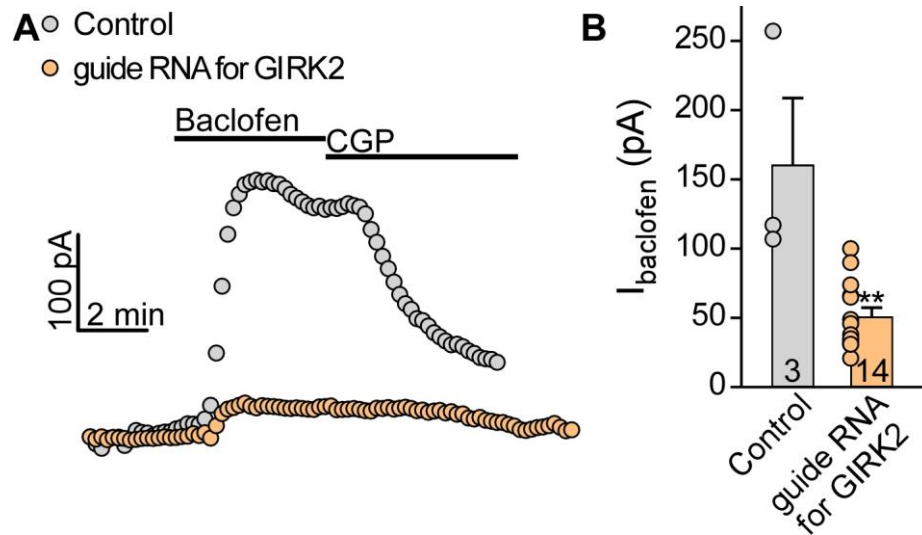 A
Control
guide RNA for GIRK2
Baclofen
CGP
100 pA
2 min
B
I baclofen (pA)
250
200
150
100
50
0
**
3
14
Control
guide RNA
for GIRK2